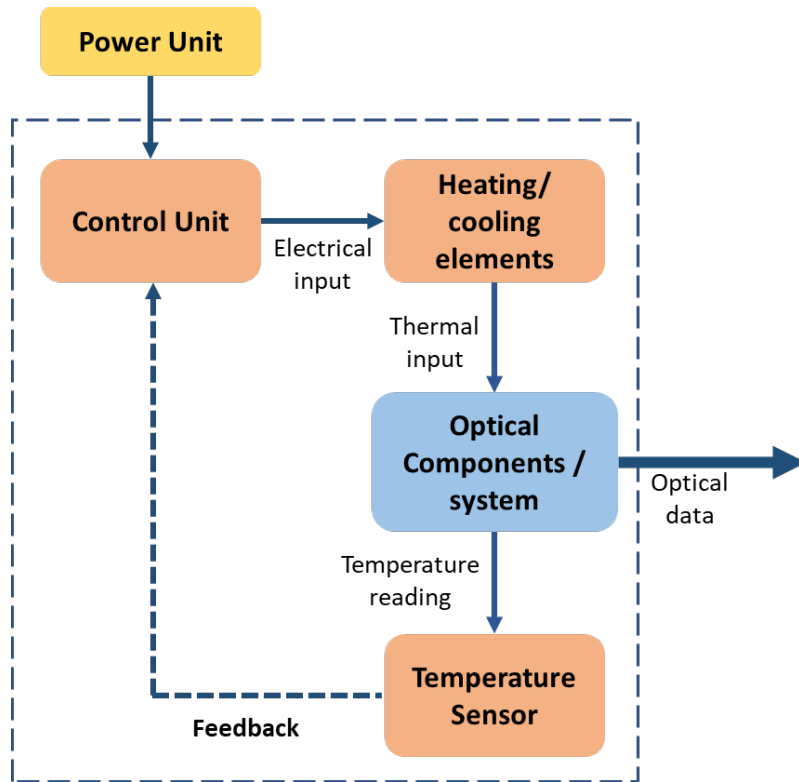 Power Unit
Control Unit
Electrical
input
Heating/
cooling
elements
Thermal
input
Optical
Components /
system
Optical
data
Temperature
reading
Temperature
Sensor
Feedback